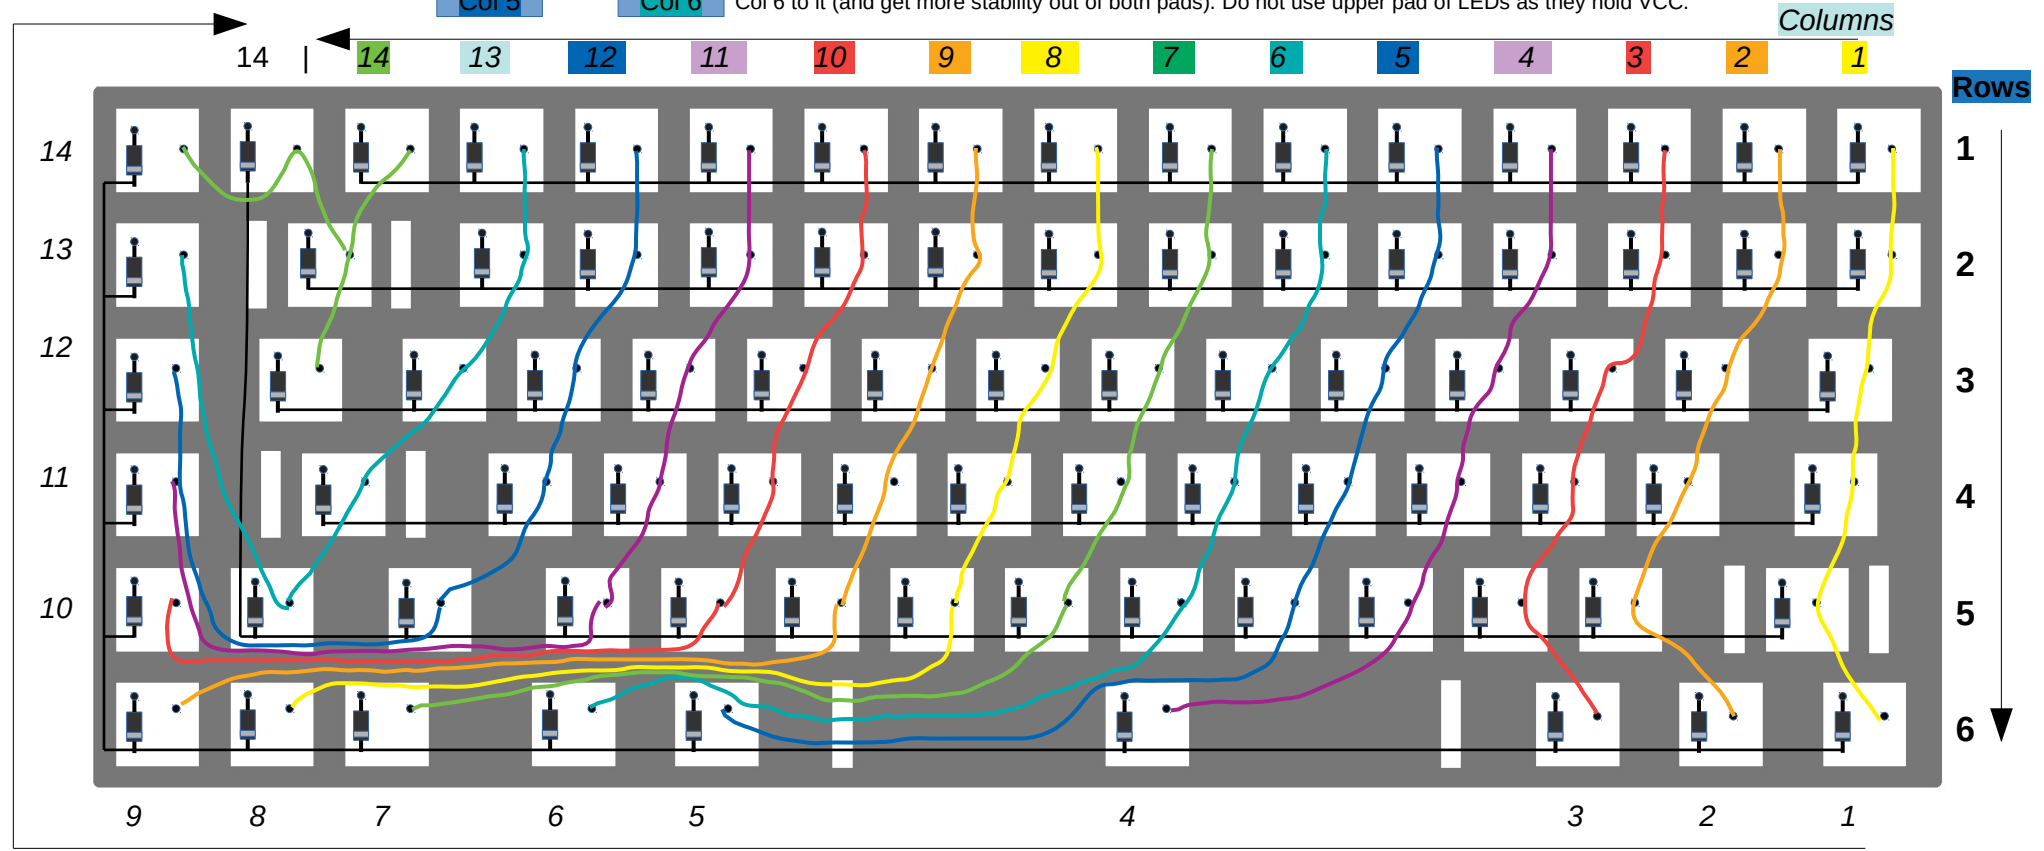 Col 5 Col 6 Col 6 to it (and get more stability out of both pads). Do not use upper pad of LEDs as they hold VCC.
Columns
14 | 14 13 12 11 10 9 8 7 6 5 4 3 2 1
Rows
14 1
13 2
12 3
11 4
10 5
6
9 8 7 6 5 4 3 2 1